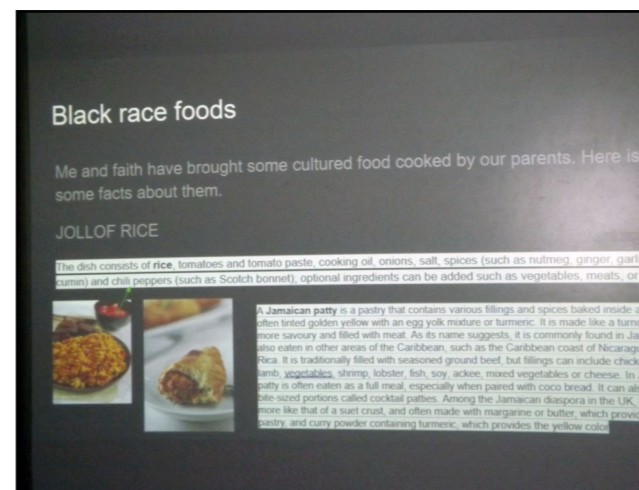 Black race foods
Me and faith have brought some cultured food cooked by our parents. Here is
some facts about them.
JOLLOF RICE
The dish consists of rice, tomatoes and tomato paste, cooking oil, onions, salt, spices (such as nutmeg, ginger,
cumin) and chili peppers (such as Scotch bonnet), optional ingredients can be added such as vegetables, meats, or
A Jamaican patty is a pastry that contains various fillings and spices baked inside a
often tinted golden yellow with an egg yolk mixture or turmeric. It is made like a
more savoury and filled with meat. As its name suggests, it is commonly found in
also eaten in other areas of the Caribbean, such as the Caribbean coast of
Rica. It is traditionally filled with seasoned ground beef, but fillings can include
lamb, vegetables, shrimp, lobster, fish, soy, ackee, mixed vegetables or cheese. In
patty is often eaten as a full meal, especially when paired with coco bread. It can
bite-sized portions called cocktail patties. Among the Jamaican diaspora in the UK,
more like that of a suet crust, and often made with margarine or butter, which
pastry, and curry powder containing turmeric, which provides the yellow color